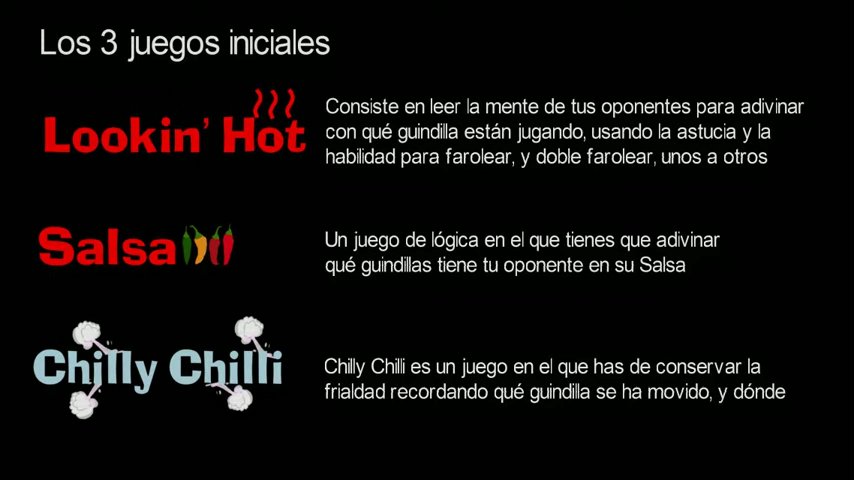 Los 3 juegos iniciales
Lookin' Hot
Consiste en leer la mente de tus oponentes para adivinar
con qué guindilla están jugando, usando la astucia y la
habilidad para farolear, y doble farolear, unos a otros
Salsa
Un juego de lógica en el que tienes que adivinar
qué guindillas tiene tu oponente en su Salsa
Chilly Chilli
Chilly Chilli es un juego en el que has de conservar la
frialdad recordando qué guindilla se ha movido, y dónde